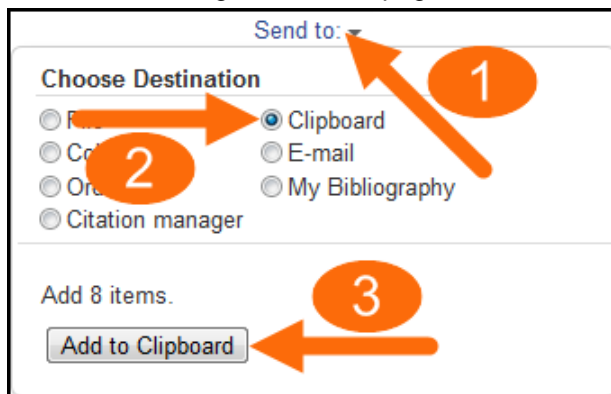 Send to:
1
Choose Destination
Clipboard
2
E-mail
My Bibliography
Citation manager
Add 8 items.
3
Add to Clipboard